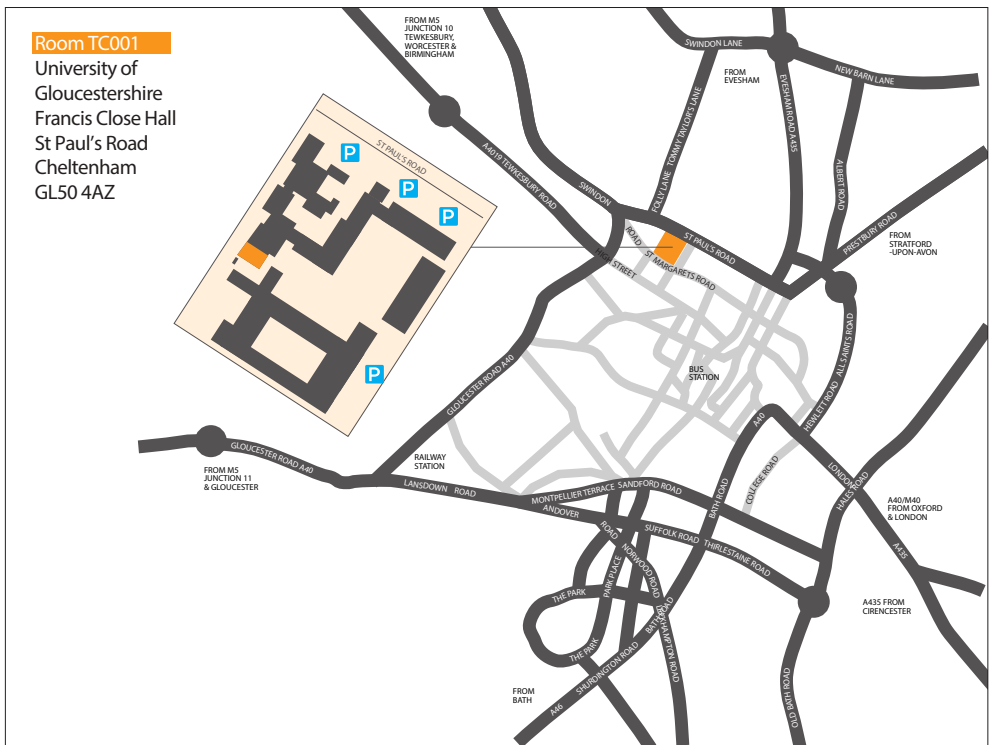 Room TC001
University of
Gloucestershire
Francis Close Hall
St Paul's Road
Cheltenham
GL50 4AZ
FROM M5
JUNCTION 10
TEWKESBURY,
WORCESTER &
BIRMINGHAM
SWINDON LANE
NEW BARN LANE
FROM
EVESHAM
EVESHAM ROAD A435
FOLLY LANE TOMMY TAYLOR'S LANE
ALBERT ROAD
PRESTBURY ROAD
FROM
STRATFORD
-UPON-AVON
ST PAUL'S ROAD
P
P
P
P
A4019 TEWKESBURY ROAD
SWINDON
ROAD
ST PAUL'S ROAD
ST MARGARETS ROAD
HIGH STREET
BUS
STATION
ALL SAINTS ROAD
HEWLETT ROAD
GLOUCESTER ROAD A40
GLOUCESTER ROAD A40
FROM M5
JUNCTION 11
& GLOUCESTER
RAILWAY
STATION
LANSDOWN ROAD
MONTPELLIER TERRACE
SANDFORD ROAD
ANDOVER
ROAD
SUFFOLK ROAD
THIRLESTAINE ROAD
A40
BATH ROAD
COLLEGE ROAD
LONDON
ROAD
HALES ROAD
A40/M40
FROM OXFORD
& LONDON
A435
A435 FROM
CIRENCESTER
NORWOOD ROAD
PARK PLACE
THE PARK
THE PARK
BATH ROAD
LECKHAMPTON ROAD
SHURDINGTON ROAD
A46
FROM
BATH
OLD BATH ROAD